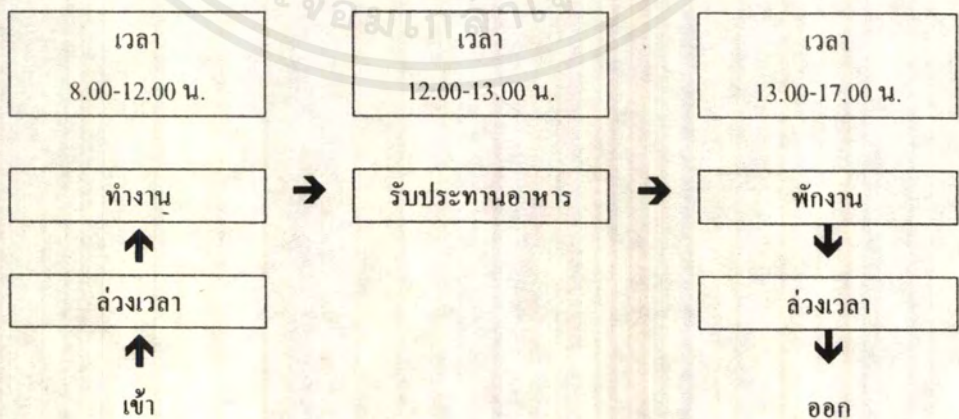 เวลา
8.00-12.00 น.
เวลา
12.00-13.00 น.
เวลา
13.00-17.00 น.
ทำงาน
รับประทานอาหาร
พักงาน
ล่วงเวลา
ล่วงเวลา
เข้า
ออก